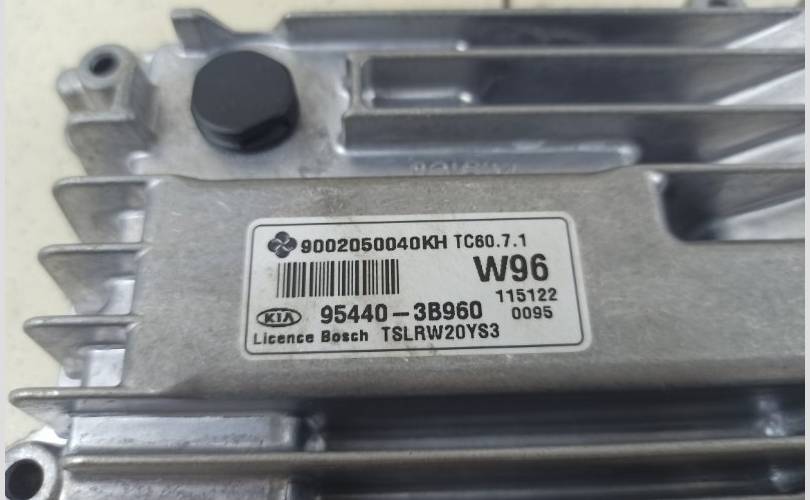 9002050040KH TC60.7.1
W96
115122
KIA 95440-3B960 0095
Licence Bosch TSLRW20YS3